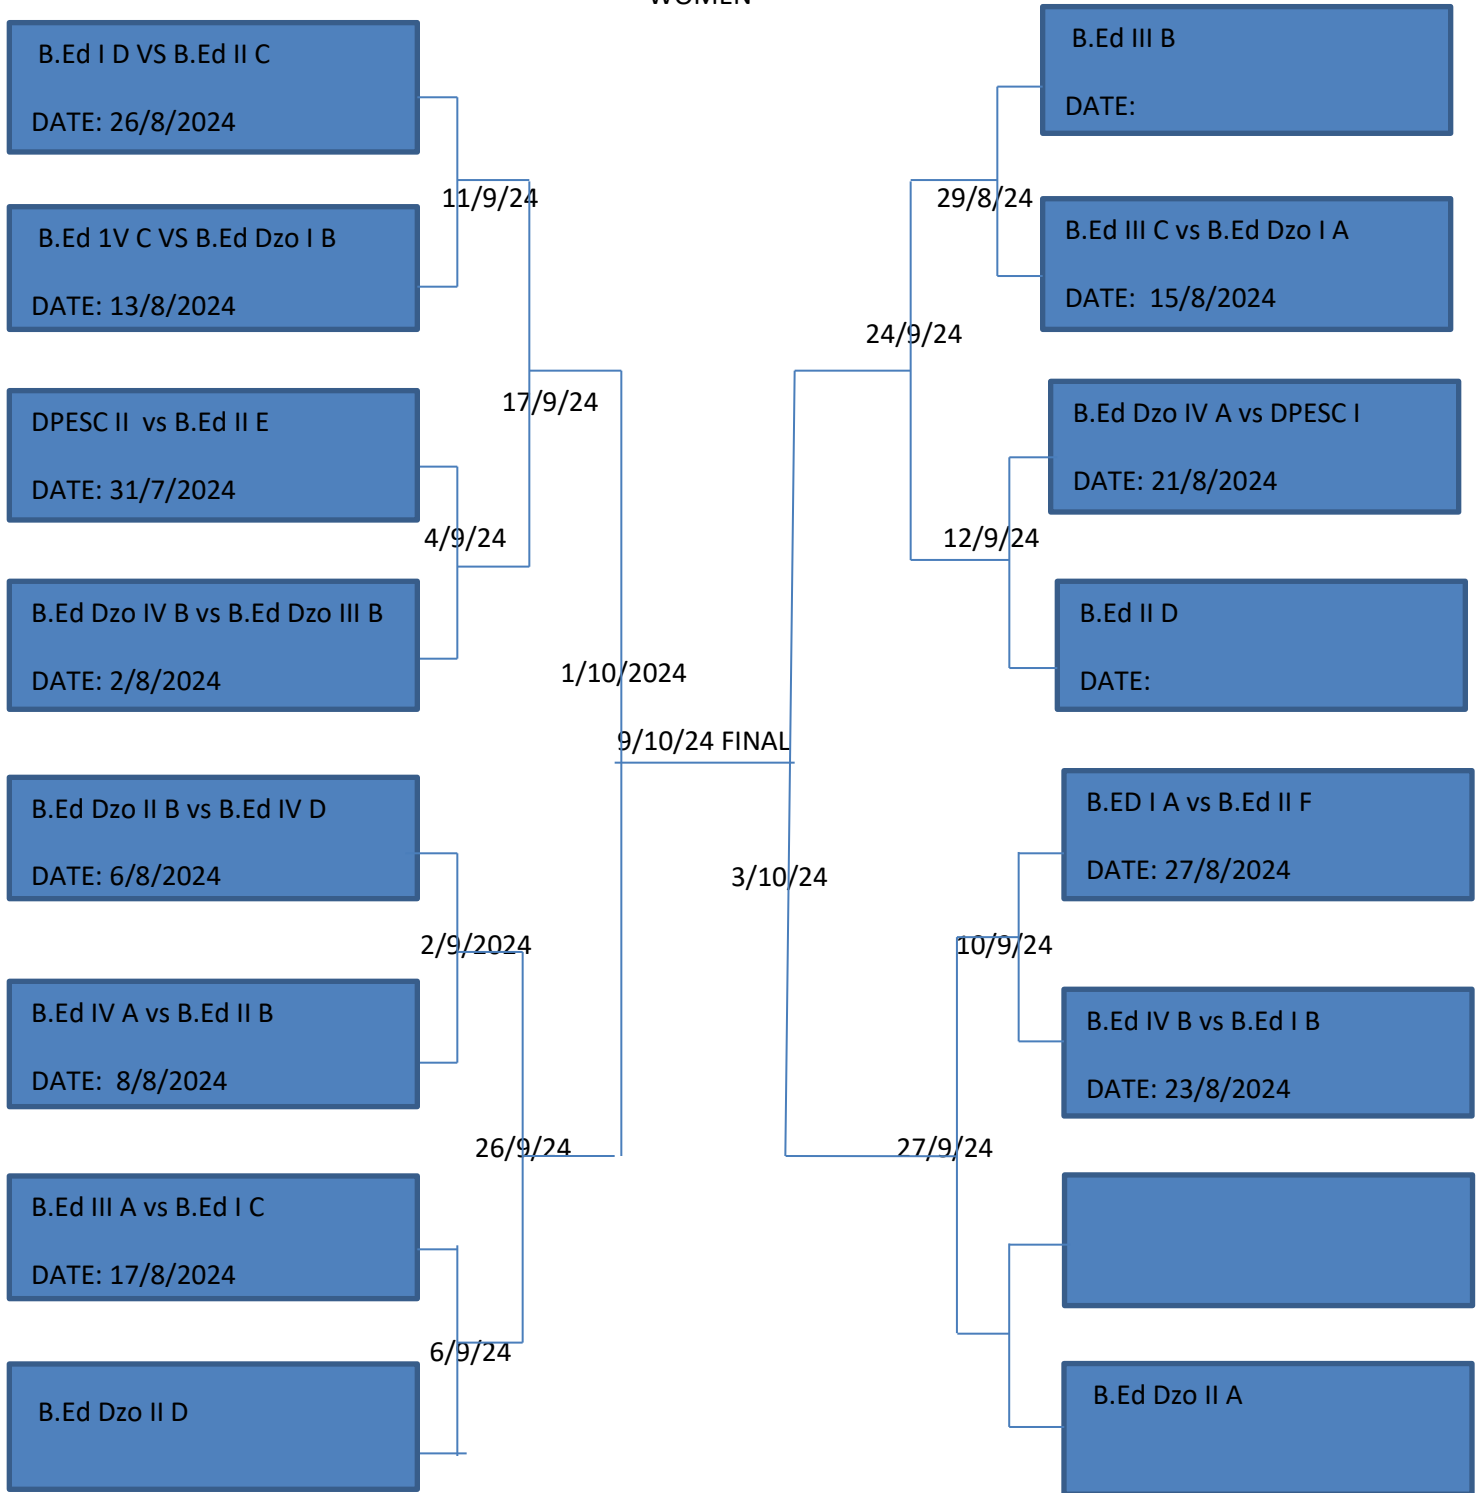 WOMEN
B.Ed I D VS B.Ed II C
DATE: 26/8/2024
11/9/24
B.Ed 1V C VS B.Ed Dzo I B
DATE: 13/8/2024
17/9/24
DPESC II  vs B.Ed II E
DATE: 31/7/2024
4/9/24
B.Ed Dzo IV B vs B.Ed Dzo III B
DATE: 2/8/2024
1/10/2024
9/10/24 FINAL
B.Ed Dzo II B vs B.Ed IV D
DATE: 6/8/2024
2/9/2024
B.Ed IV A vs B.Ed II B
DATE:  8/8/2024
26/9/24
B.Ed III A vs B.Ed I C
DATE: 17/8/2024
6/9/24
B.Ed Dzo II D
B.Ed III B
DATE:
29/8/24
B.Ed III C vs B.Ed Dzo I A
DATE:  15/8/2024
24/9/24
B.Ed Dzo IV A vs DPESC I
DATE: 21/8/2024
12/9/24
B.Ed II D
DATE:
3/10/24
B.ED I A vs B.Ed II F
DATE: 27/8/2024
10/9/24
B.Ed IV B vs B.Ed I B
DATE: 23/8/2024
27/9/24
B.Ed Dzo II A